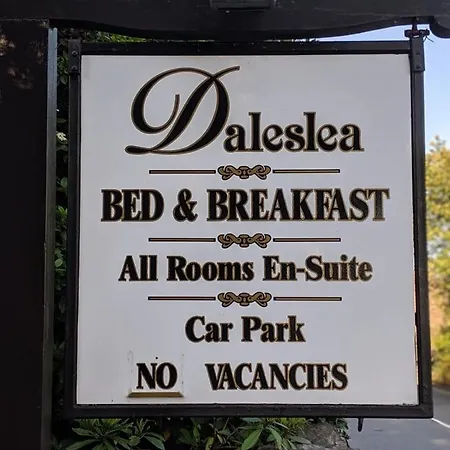 Daleslea
BED & BREAKFAST
All Rooms En-Suite
Car Park
NO VACANCIES